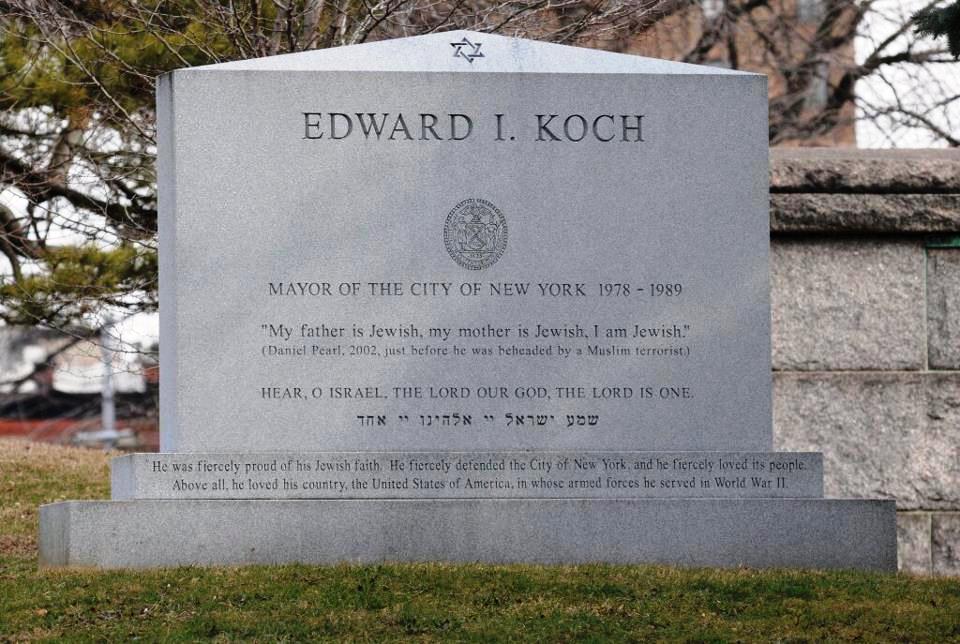 EDWARD I. KOCH
MAYOR OF THE CITY OF NEW YORK 1978 - 1989
"My father is Jewish, my mother is Jewish, I am Jewish."
(Daniel Pearl, 2002, just before he was beheaded by a Muslim terrorist.)
HEAR, O ISRAEL, THE LORD OUR GOD, THE LORD IS ONE.
שמע ישראל יי אלהינו יי אחד
He was fiercely proud of his Jewish faith. He fiercely defended the City of New York, and he fiercely loved its people.
Above all, he loved his country, the United States of America, in whose armed forces he served in World War II.